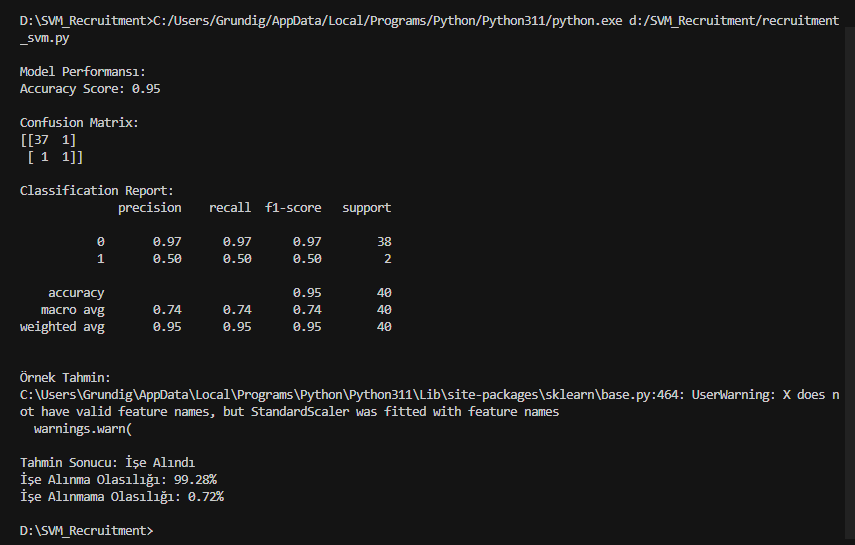 D:\SVM_Recruitment>C:/Users/Grundig/AppData/Local/Programs/Python/Python311/python.exe d:/SVM_Recruitment/recruitment
_svm.py
Model Performansı:
Accuracy Score: 0.95
Confusion Matrix:
[[37  1]
 [ 1  1]]
Classification Report:
              precision    recall  f1-score   support
           0       0.97      0.97      0.97        38
           1       0.50      0.50      0.50         2
    accuracy                           0.95        40
   macro avg       0.74      0.74      0.74        40
weighted avg       0.95      0.95      0.95        40
Örnek Tahmin:
C:\Users\Grundig\AppData\Local\Programs\Python\Python311\Lib\site-packages\sklearn\base.py:464: UserWarning: X does n
ot have valid feature names, but StandardScaler was fitted with feature names
  warnings.warn(
Tahmin Sonucu: İşe Alındı
İşe Alınma Olasılığı: 99.28%
İşe Alınmama Olasılığı: 0.72%
D:\SVM_Recruitment>